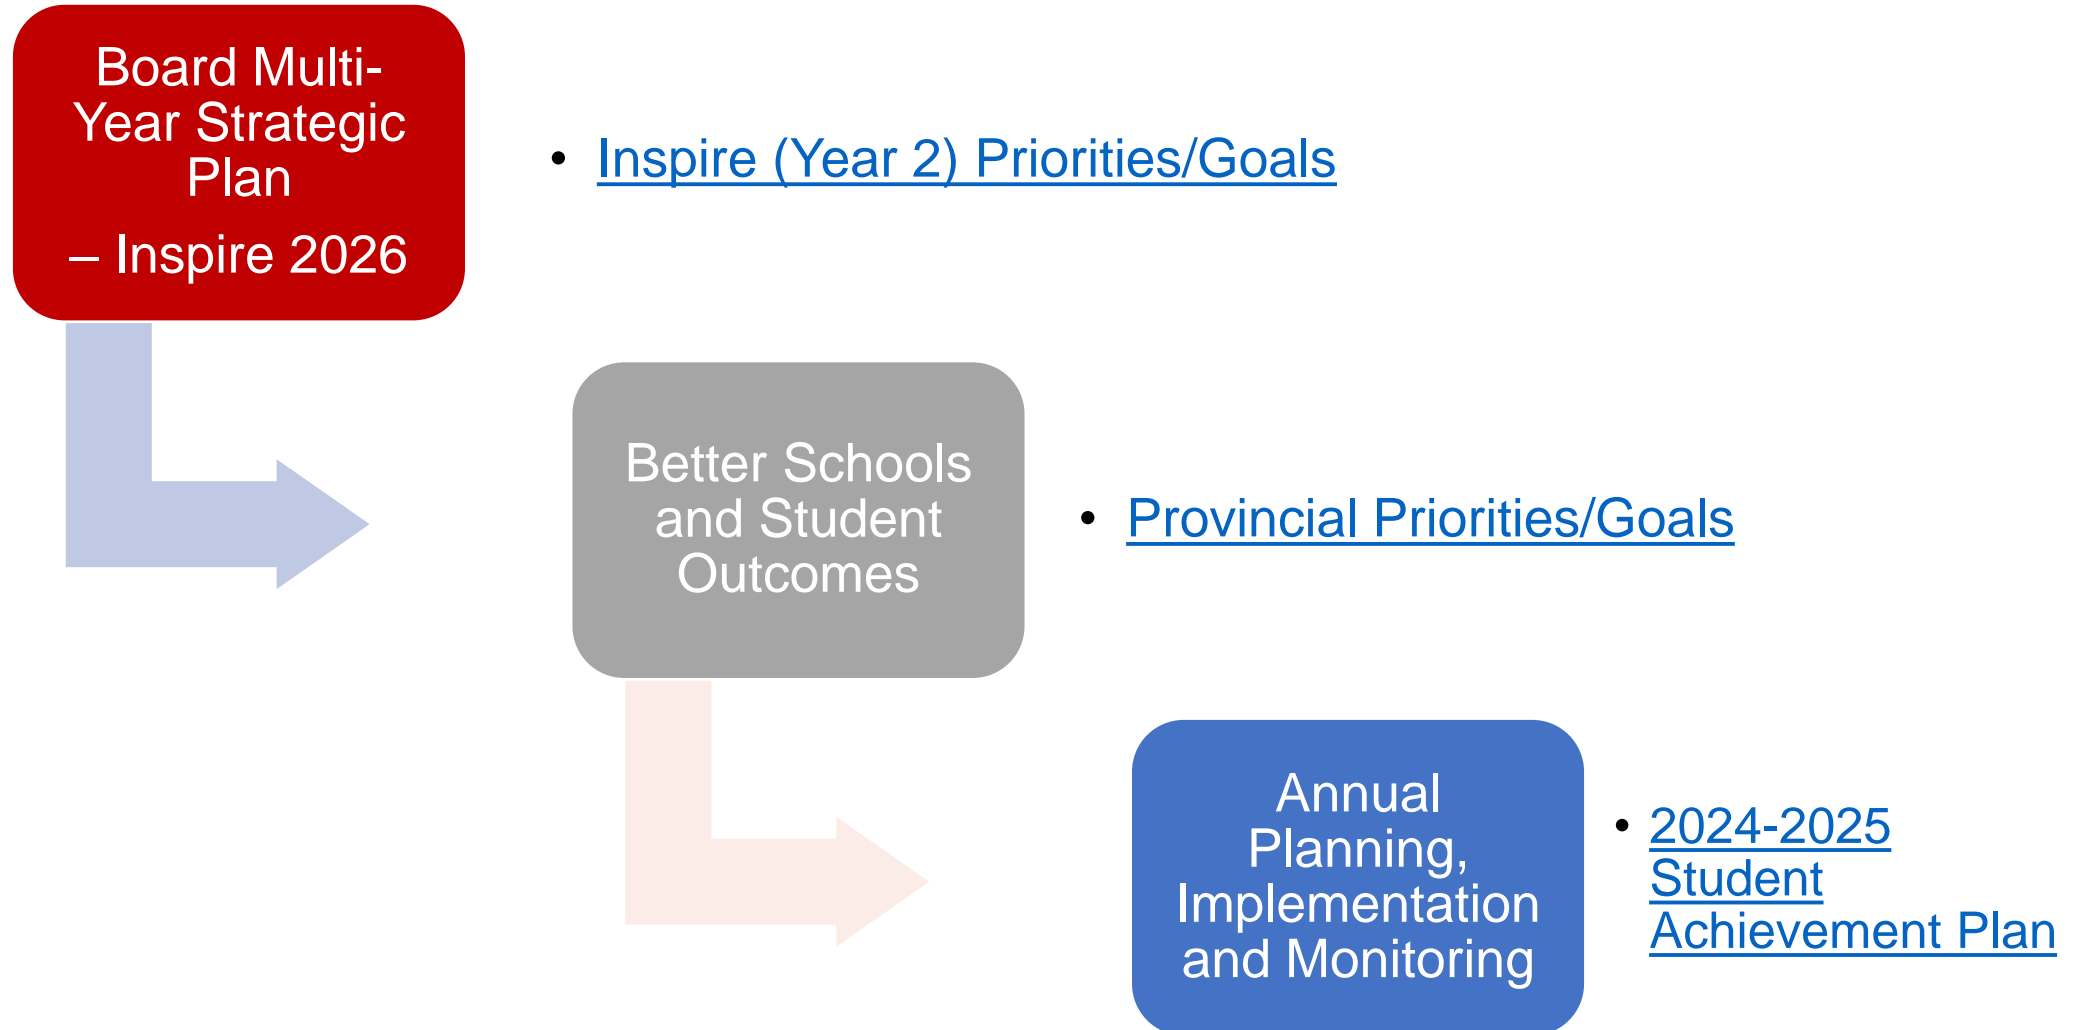 Board Multi-
Year Strategic
Plan
– Inspire 2026
• Inspire (Year 2) Priorities/Goals
Better Schools
and Student
Outcomes
• Provincial Priorities/Goals
Annual
Planning,
Implementation
and Monitoring
• 2024-2025
Student
Achievement Plan